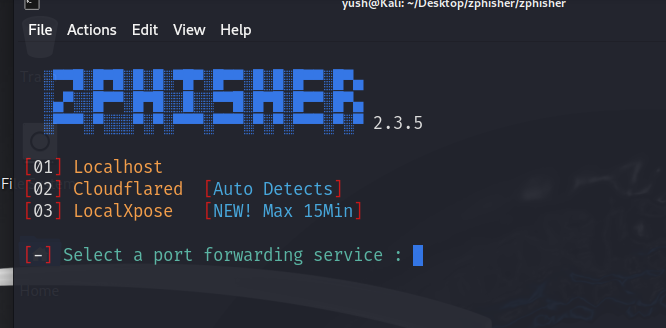 yush@Kali: ~/Desktop/zphisher/zphisher
File Actions Edit View Help
ZPHISHER 2.3.5
[01] Localhost
[02] Cloudflared [Auto Detects]
[03] LocalXpose [NEW! Max 15Min]
[-] Select a port forwarding service :
Home